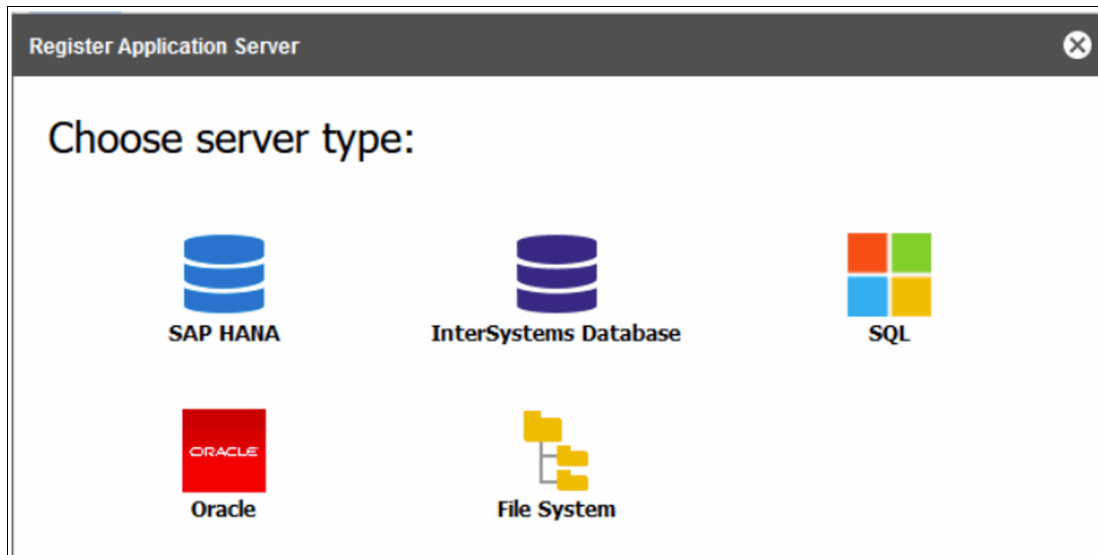 Register Application Server
Choose server type:
SAP HANA
InterSystems Database
SQL
ORACLE
Oracle
File System